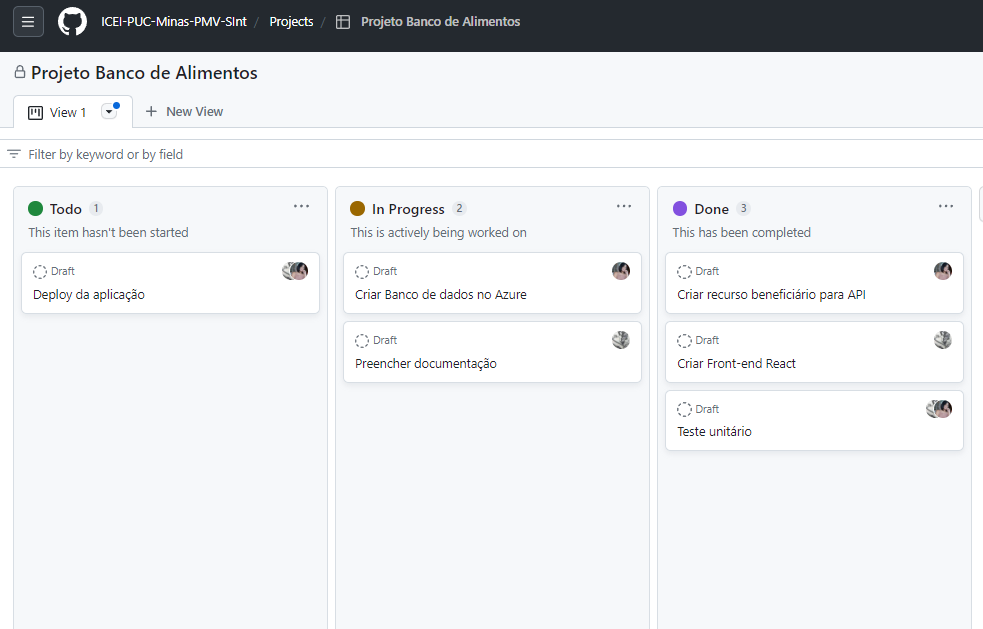 ICEI-PUC-Minas-PMV-SInt / Projects / Projeto Banco de Alimentos
Projeto Banco de Alimentos
View 1
New View
Filter by keyword or by field
Todo 1
This item hasn't been started
Draft
Deploy da aplicação
In Progress 2
This is actively being worked on
Draft
Criar Banco de dados no Azure
Draft
Preencher documentação
Done 3
This has been completed
Draft
Criar recurso beneficiário para API
Draft
Criar Front-end React
Draft
Teste unitário